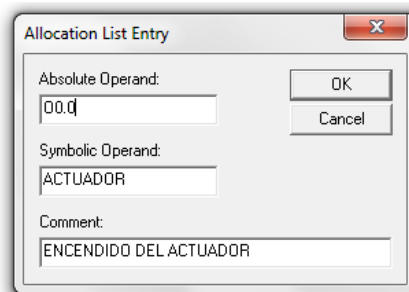 Allocation List Entry
Absolute Operand:
O0.0
OK
Cancel
Symbolic Operand:
ACTUADOR
Comment:
ENCENDIDO DEL ACTUADOR